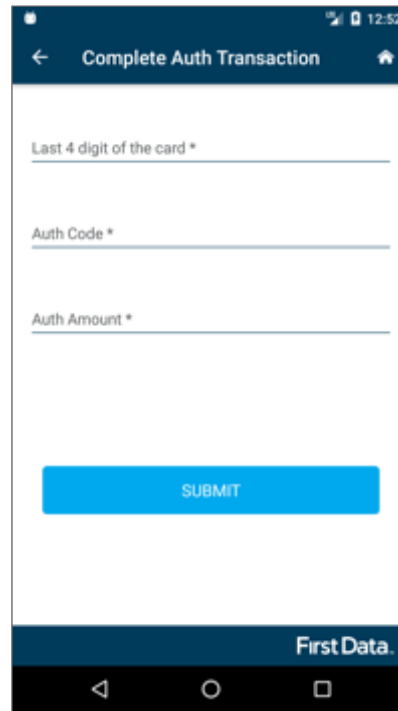 12:52
Complete Auth Transaction
Last 4 digit of the card *
Auth Code *
Auth Amount *
SUBMIT
First Data.